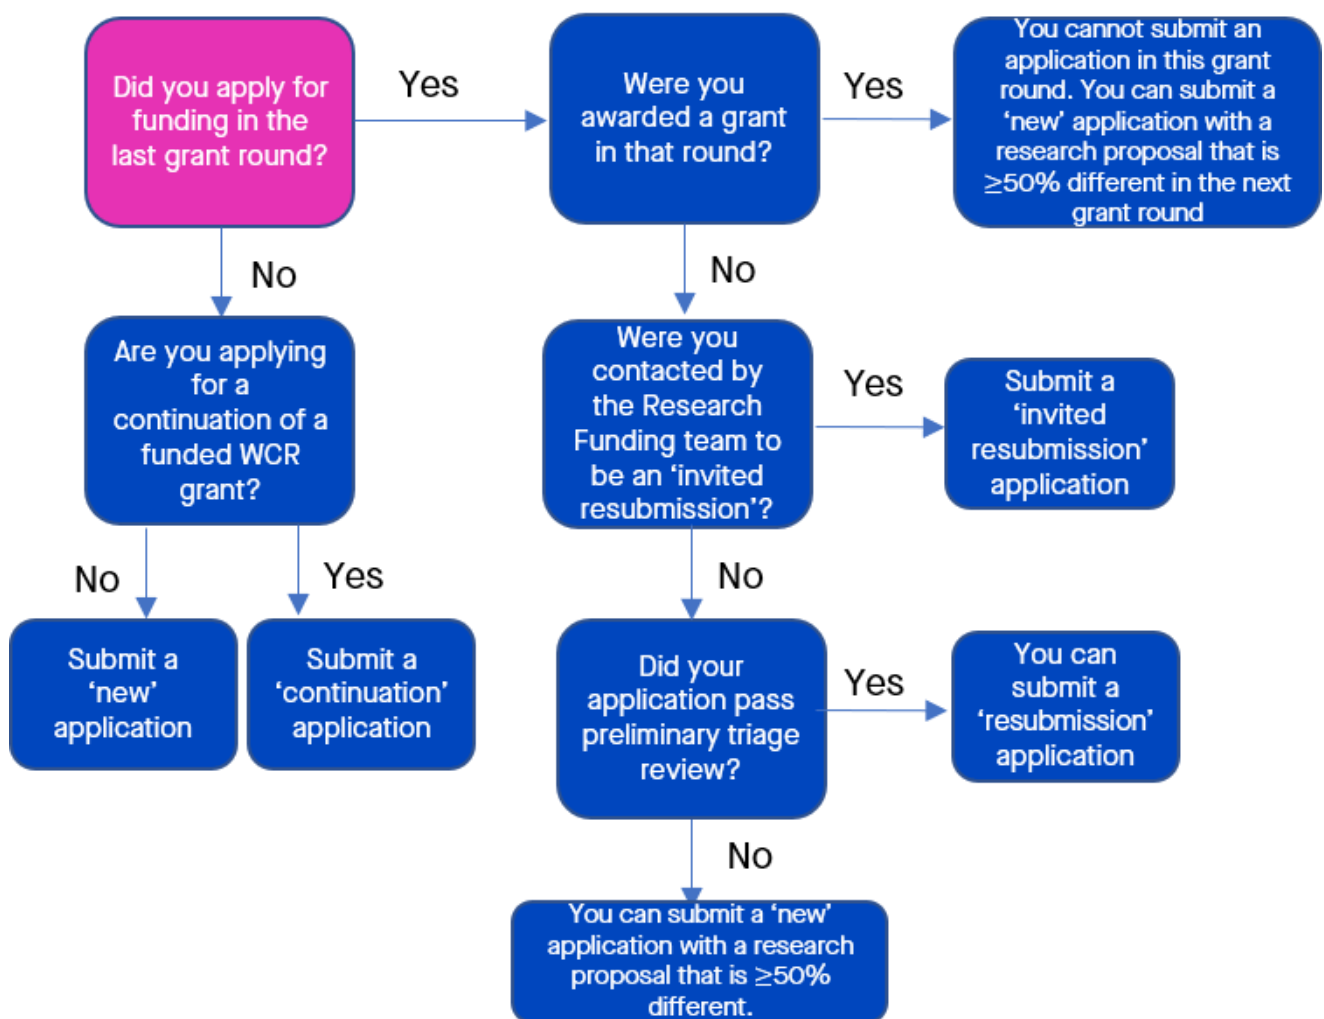 Did you apply for
funding in the
last grant round?
Yes
Were you
awarded a grant
in that round?
Yes
You cannot submit an
application in this grant
round. You can submit a
‘new’ application with a
research proposal that is
≥50% different in the next
grant round
No
No
Are you applying
for a
continuation of a
funded WCR
grant?
Were you
contacted by
the Research
Funding team to
be an ‘invited
resubmission’?
Yes
Submit a
‘invited
resubmission’
application
No
Yes
No
Submit a
‘new’
application
Submit a
‘continuation’
application
Did your
application pass
preliminary triage
review?
Yes
You can
submit a
‘resubmission’
application
No
You can submit a ‘new’
application with a research
proposal that is ≥50%
different.